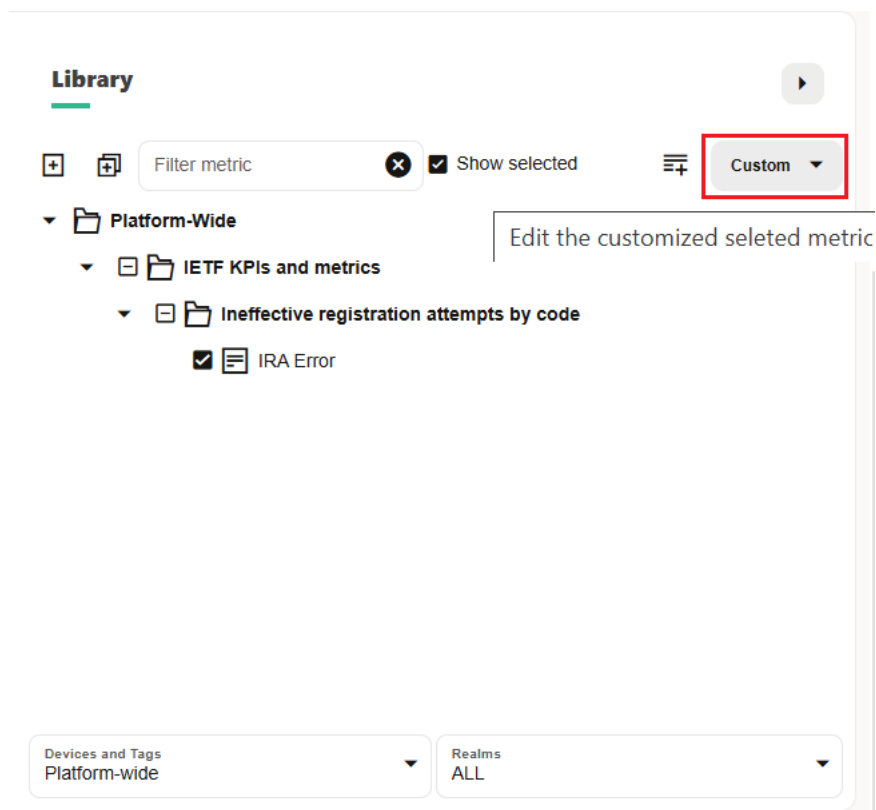 Library
Filter metric
Show selected
Custom
Platform-Wide
Edit the customized seleted metric
IETF KPIs and metrics
Ineffective registration attempts by code
IRA Error
Devices and Tags
Platform-wide
Realms
ALL